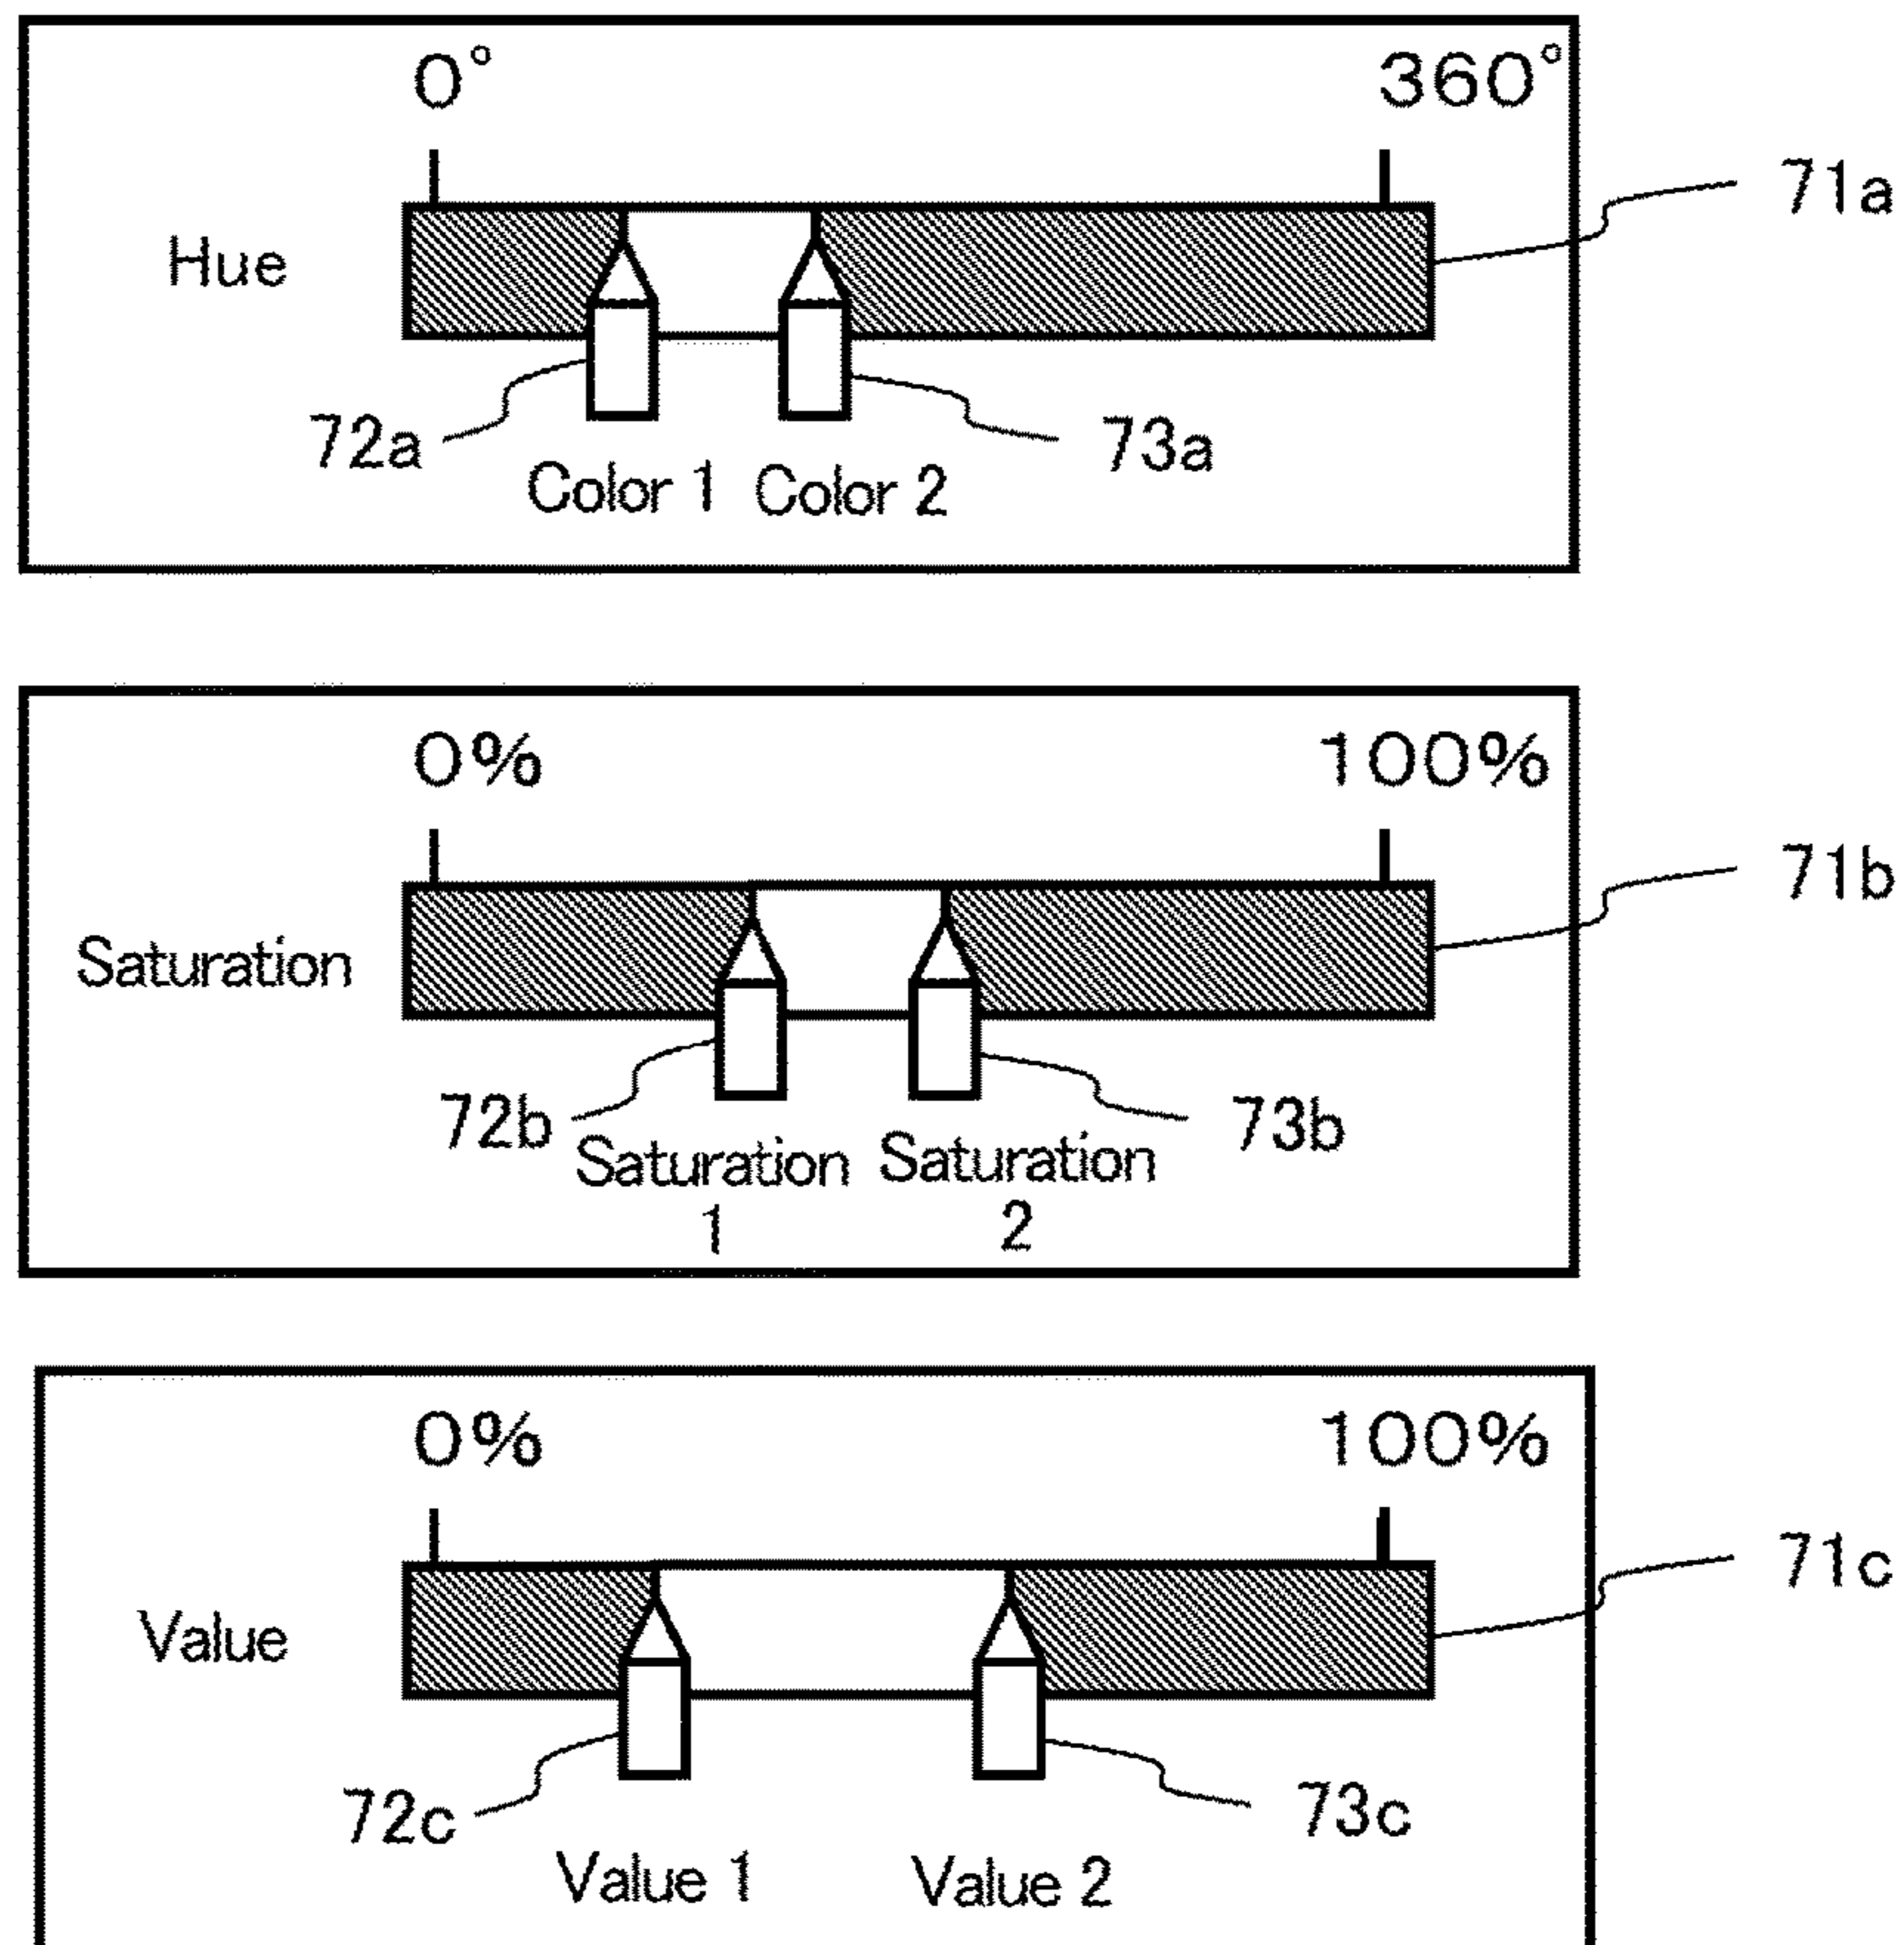 0° 360°
71a
Hue
72a 73a
Color 1 Color 2
0% 100%
71b
Saturation
72b 73b
Saturation Saturation
1 2
0% 100%
71c
Value
72c 73c
Value 1 Value 2